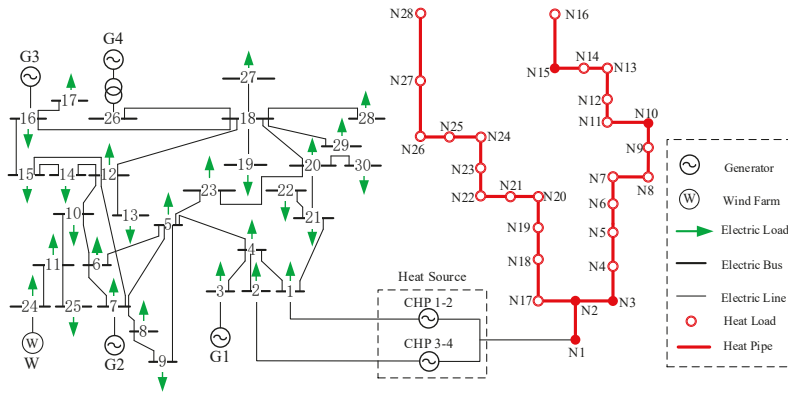 G3
G4
17
27
16
26
18
28
29
15
14
12
19
20
30
23
22
10
13
5
21
11
6
4
24
25
7
8
3
2
1
9
W
W
G2
G1
Heat Source
CHP 1-2
CHP 3-4
N28
N16
N27
N15
N14
N13
N12
N10
N11
N26
N25
N24
N9
N23
N7
N8
N22
N21
N20
N6
N19
N5
N18
N4
N17
N2
N3
N1
Generator
W
Wind Farm
Electric Load
Electric Bus
Electric Line
Heat Load
Heat Pipe